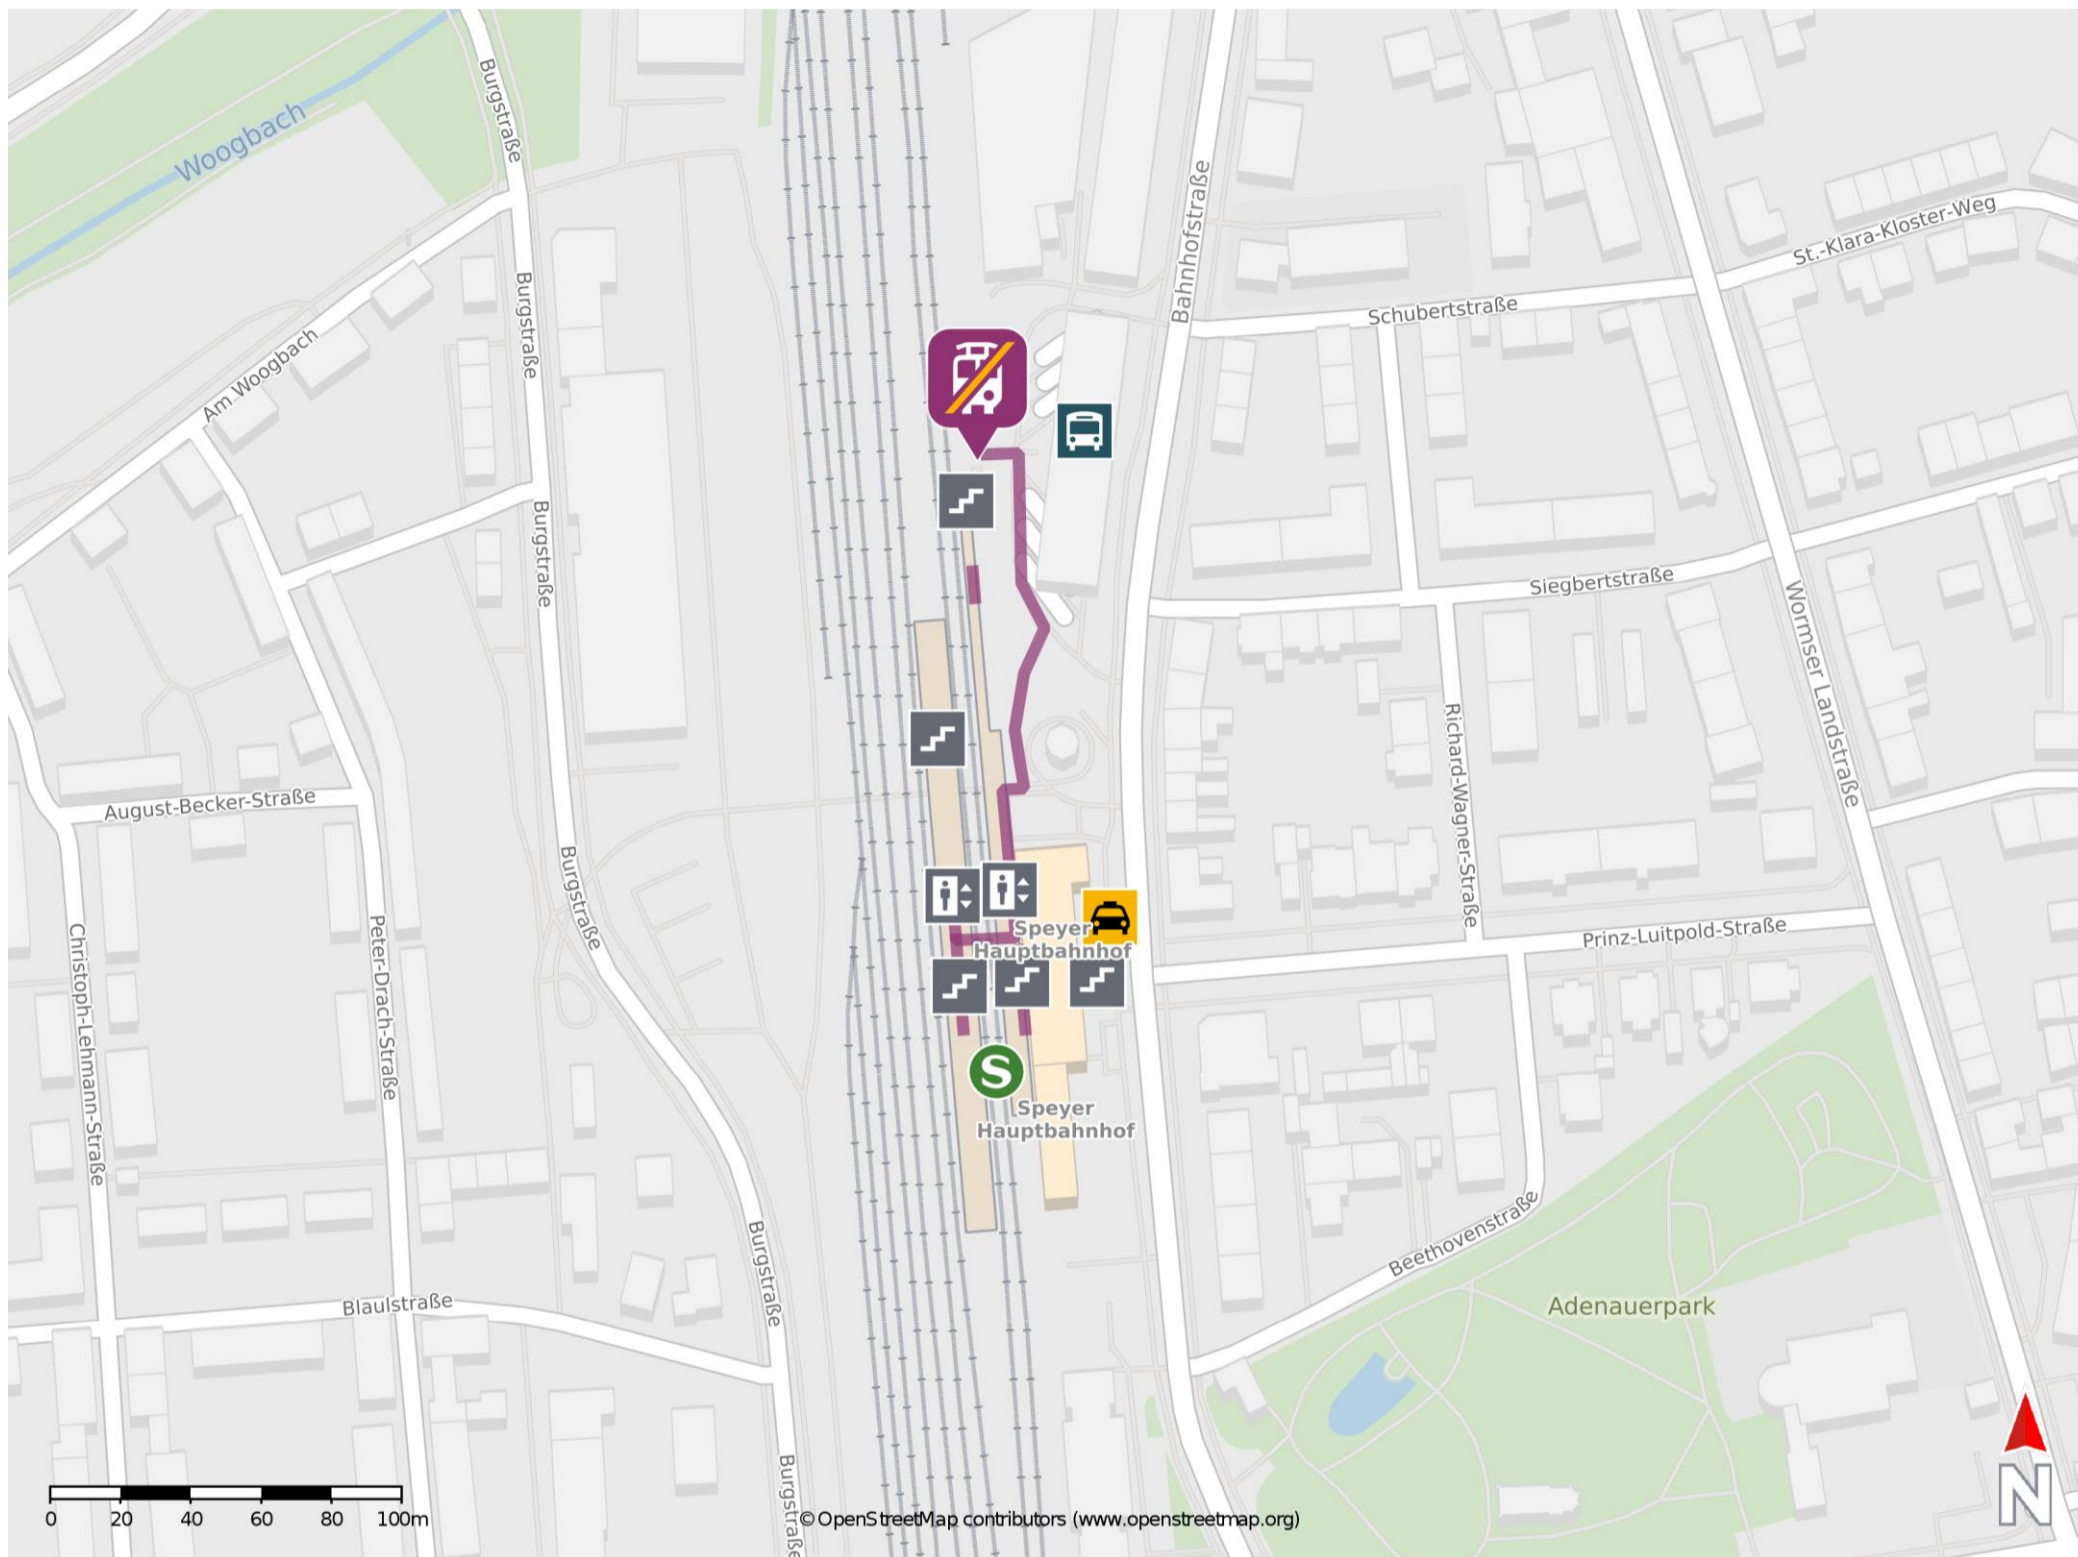 Burgstraße
Woogbach
Bahnhofstraße
St.-Klara-Kloster-Weg
Schubertstraße
Burgstraße
Am Woogbach
Burgstraße
Siegbertstraße
Wormser Landstraße
Richard-Wagner-Straße
August-Becker-Straße
Burgstraße
Peter-Drach-Straße
Christoph-Lehmann-Straße
Speyer
Hauptbahnhof
Prinz-Luitpold-Straße
S
Speyer
Hauptbahnhof
Beethovenstraße
Burgstraße
Blaulstraße
Adenauerpark
Burgstraße
N
0 20 40 60 80 100m
© OpenStreetMap contributors (www.openstreetmap.org)